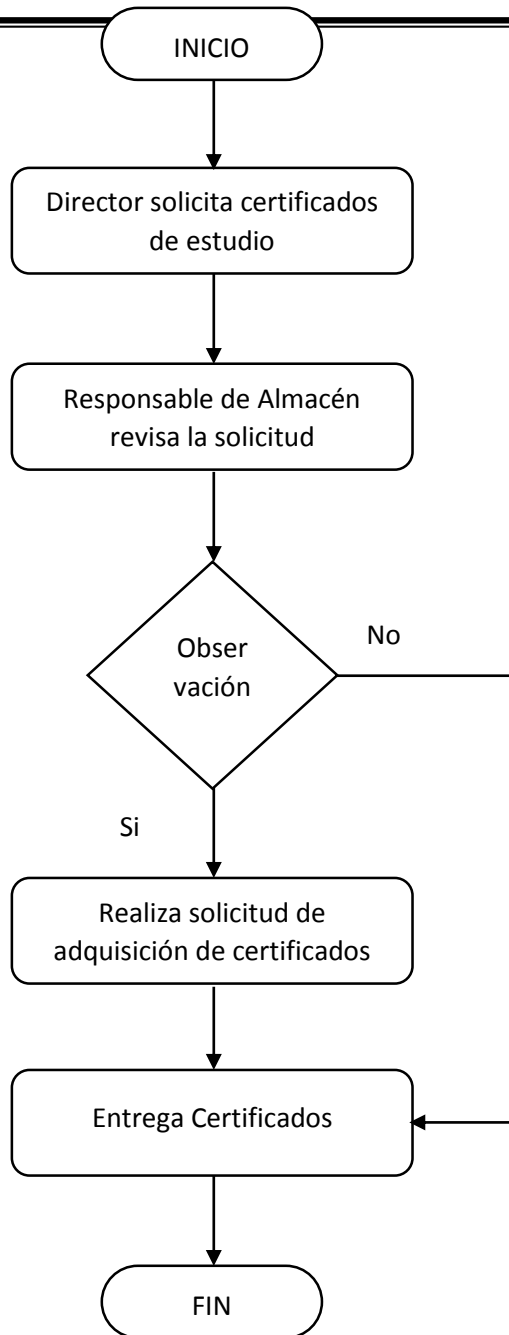 INICIO
Director solicita certificados
de estudio
Responsable de Almacén
revisa la solicitud
Obser
vación
No
Si
Realiza solicitud de
adquisición de certificados
Entrega Certificados
FIN